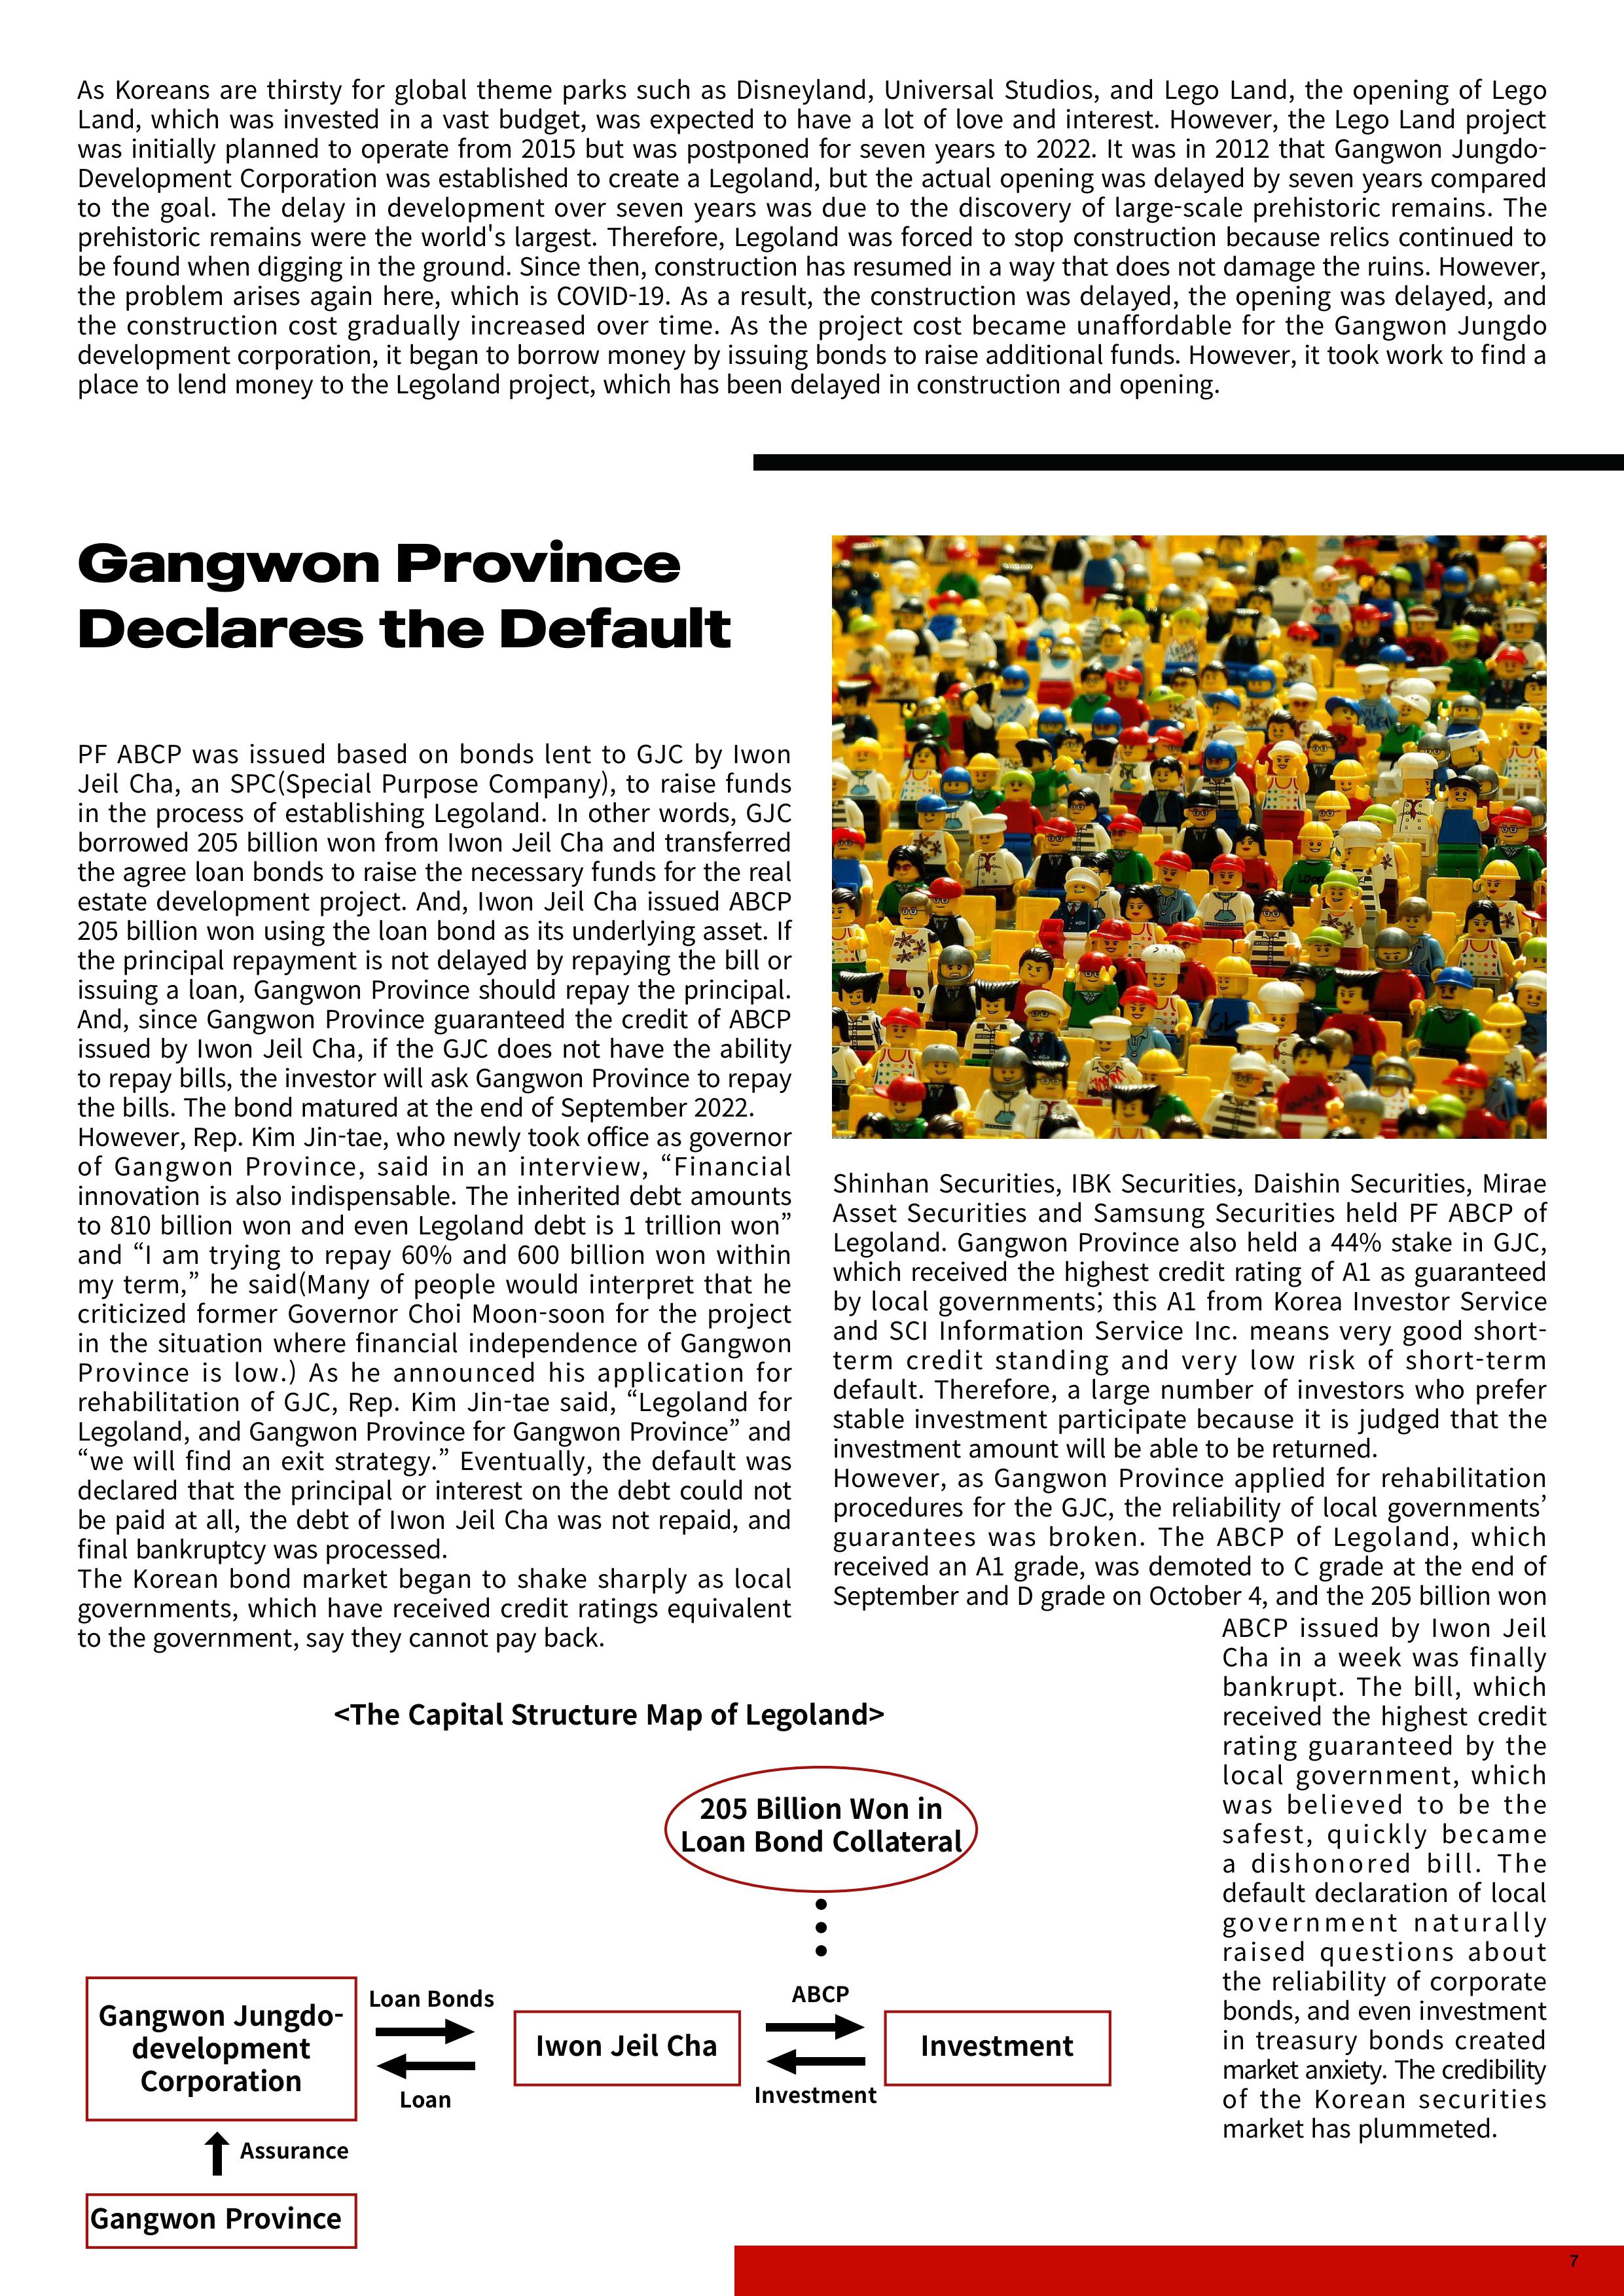 As Koreans are thirsty for global theme parks such as Disneyland, Universal Studios, and Lego Land, the opening of Lego
Land, which was invested in a vast budget, was expected to have a lot of love and interest. However, the Lego Land project
was initially planned to operate from 2015 but was postponed for seven years to 2022. It was in 2012 that Gangwon Jungdo-
Development Corporation was established to create a Legoland, but the actual opening was delayed by seven years compared
to the goal. The delay in development over seven years was due to the discovery of large-scale prehistoric remains. The
prehistoric remains were the world's largest. Therefore, Legoland was forced to stop construction because relics continued to
be found when digging in the ground. Since then, construction has resumed in a way that does not damage the ruins. However,
the problem arises again here, which is COVID-19. As a result, the construction was delayed, the opening was delayed, and
the construction cost gradually increased over time. As the project cost became unaffordable for the Gangwon Jungdo
development corporation, it began to borrow money by issuing bonds to raise additional funds. However, it took work to find a
place to lend money to the Legoland project, which has been delayed in construction and opening.
Gangwon Province
Declares the Default
PF ABCP was issued based on bonds lent to GJC by Iwon
Jeil Cha, an SPC(Special Purpose Company), to raise funds
in the process of establishing Legoland. In other words, GJC
borrowed 205 billion won from Iwon Jeil Cha and transferred
the agree loan bonds to raise the necessary funds for the real
estate development project. And, Iwon Jeil Cha issued ABCP
205 billion won using the loan bond as its underlying asset. If
the principal repayment is not delayed by repaying the bill or
issuing a loan, Gangwon Province should repay the principal.
And, since Gangwon Province guaranteed the credit of ABCP
issued by Iwon Jeil Cha, if the GJC does not have the ability
to repay bills, the investor will ask Gangwon Province to repay
the bills. The bond matured at the end of September 2022.
However, Rep. Kim Jin-tae, who newly took office as governor
of Gangwon Province, said in an interview, “Financial
innovation is also indispensable. The inherited debt amounts
to 810 billion won and even Legoland debt is 1 trillion won”
and “I am trying to repay 60% and 600 billion won within
my term,” he said(Many of people would interpret that he
criticized former Governor Choi Moon-soon for the project
in the situation where financial independence of Gangwon
Province is low.) As he announced his application for
rehabilitation of GJC, Rep. Kim Jin-tae said, “Legoland for
Legoland, and Gangwon Province for Gangwon Province” and
“we will find an exit strategy.” Eventually, the default was
declared that the principal or interest on the debt could not
be paid at all, the debt of Iwon Jeil Cha was not repaid, and
final bankruptcy was processed.
The Korean bond market began to shake sharply as local
governments, which have received credit ratings equivalent
to the government, say they cannot pay back.
Shinhan Securities, IBK Securities, Daishin Securities, Mirae
Asset Securities and Samsung Securities held PF ABCP of
Legoland. Gangwon Province also held a 44% stake in GJC,
which received the highest credit rating of A1 as guaranteed
by local governments; this A1 from Korea Investor Service
and SCI Information Service Inc. means very good short-
term credit standing and very low risk of short-term
default. Therefore, a large number of investors who prefer
stable investment participate because it is judged that the
investment amount will be able to be returned.
However, as Gangwon Province applied for rehabilitation
procedures for the GJC, the reliability of local governments’
guarantees was broken. The ABCP of Legoland, which
received an A1 grade, was demoted to C grade at the end of
September and D grade on October 4, and the 205 billion won
ABCP issued by Iwon Jeil
Cha in a week was finally
bankrupt. The bill, which
received the highest credit
rating guaranteed by the
local government, which
was believed to be the
safest, quickly became
a dishonored bill. The
default declaration of local
government naturally
raised questions about
the reliability of corporate
bonds, and even investment
in treasury bonds created
market anxiety. The credibility
of the Korean securities
market has plummeted.
<The Capital Structure Map of Legoland>
205 Billion Won in
Loan Bond Collateral
Gangwon Jungdo-
development
Corporation
Loan Bonds
Loan
Iwon Jeil Cha
ABCP
Investment
Investment
Assurance
Gangwon Province
7